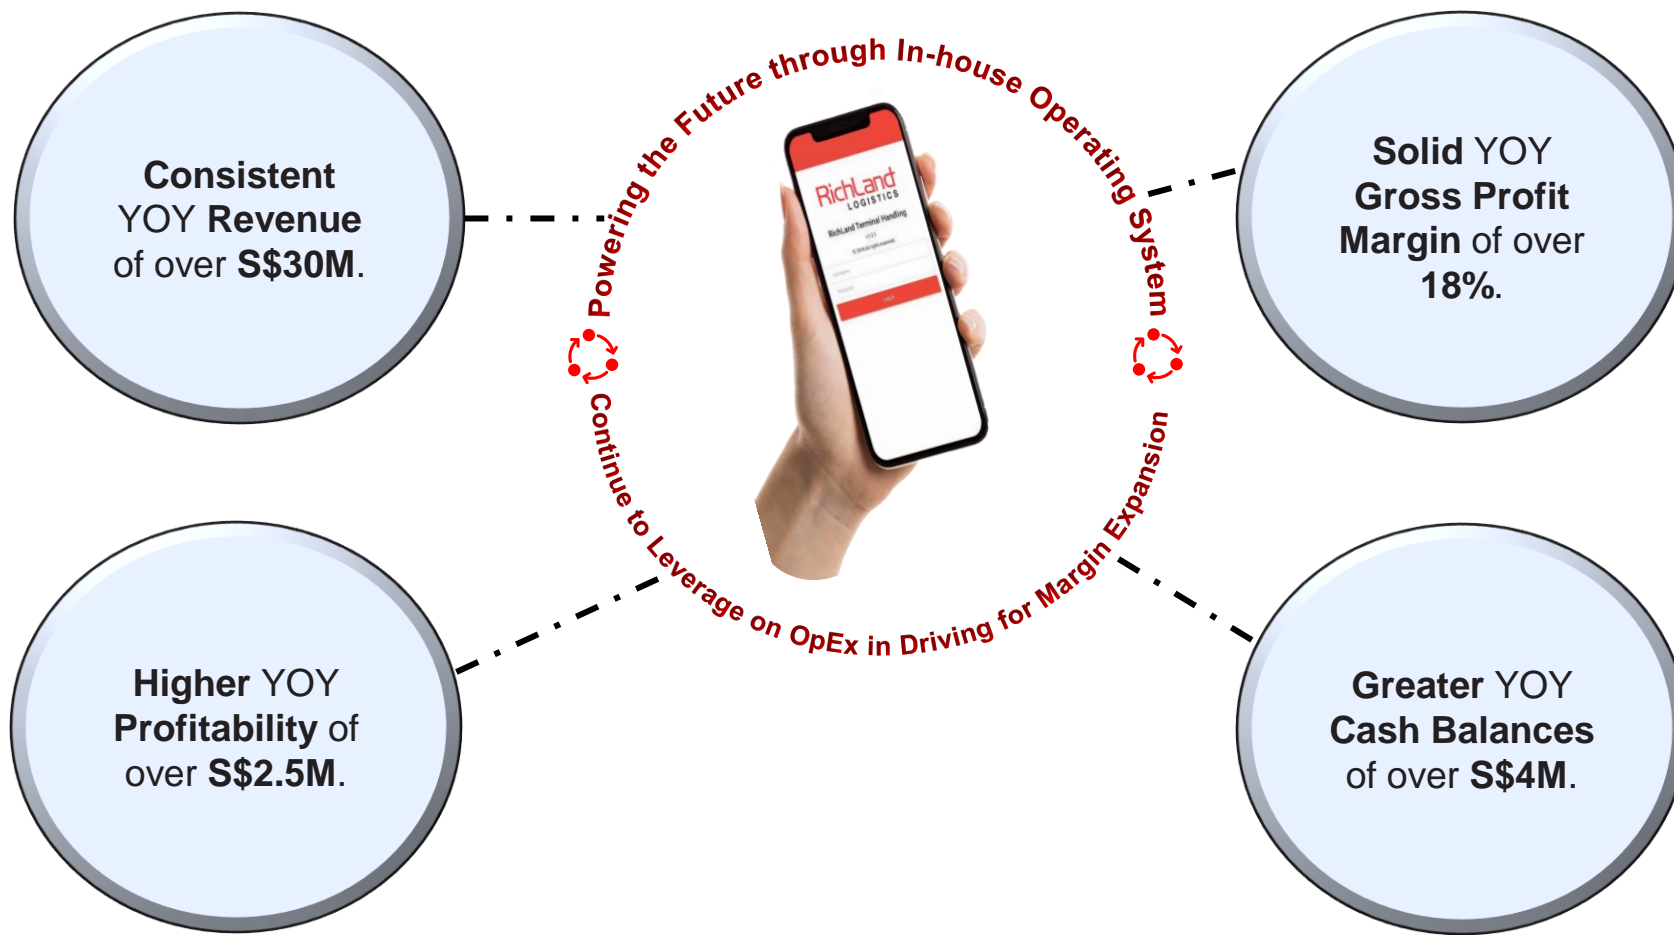 Consistent
YOY Revenue
of over S$30M.
Powering the Future through In-house Operating System
Solid YOY
Gross Profit
Margin of over
18%.
RichLand
LOGISTICS
RichLand Terminal Handling
Log In
Continue to Leverage on OpEx in Driving for Margin Expansion
Higher YOY
Profitability of
over S$2.5M.
Greater YOY
Cash Balances
of over S$4M.